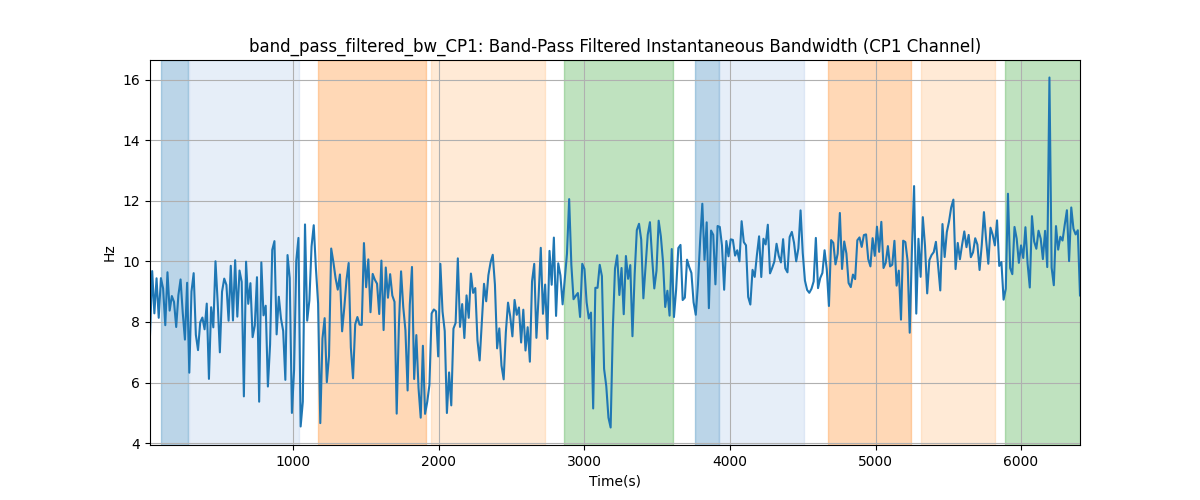 band_pass_filtered_bw_CP1: Band-Pass Filtered Instantaneous Bandwidth (CP1 Channel)
16
14
12
10
8
6
4
Hz
1000 2000 3000 4000 5000 6000
Time(s)